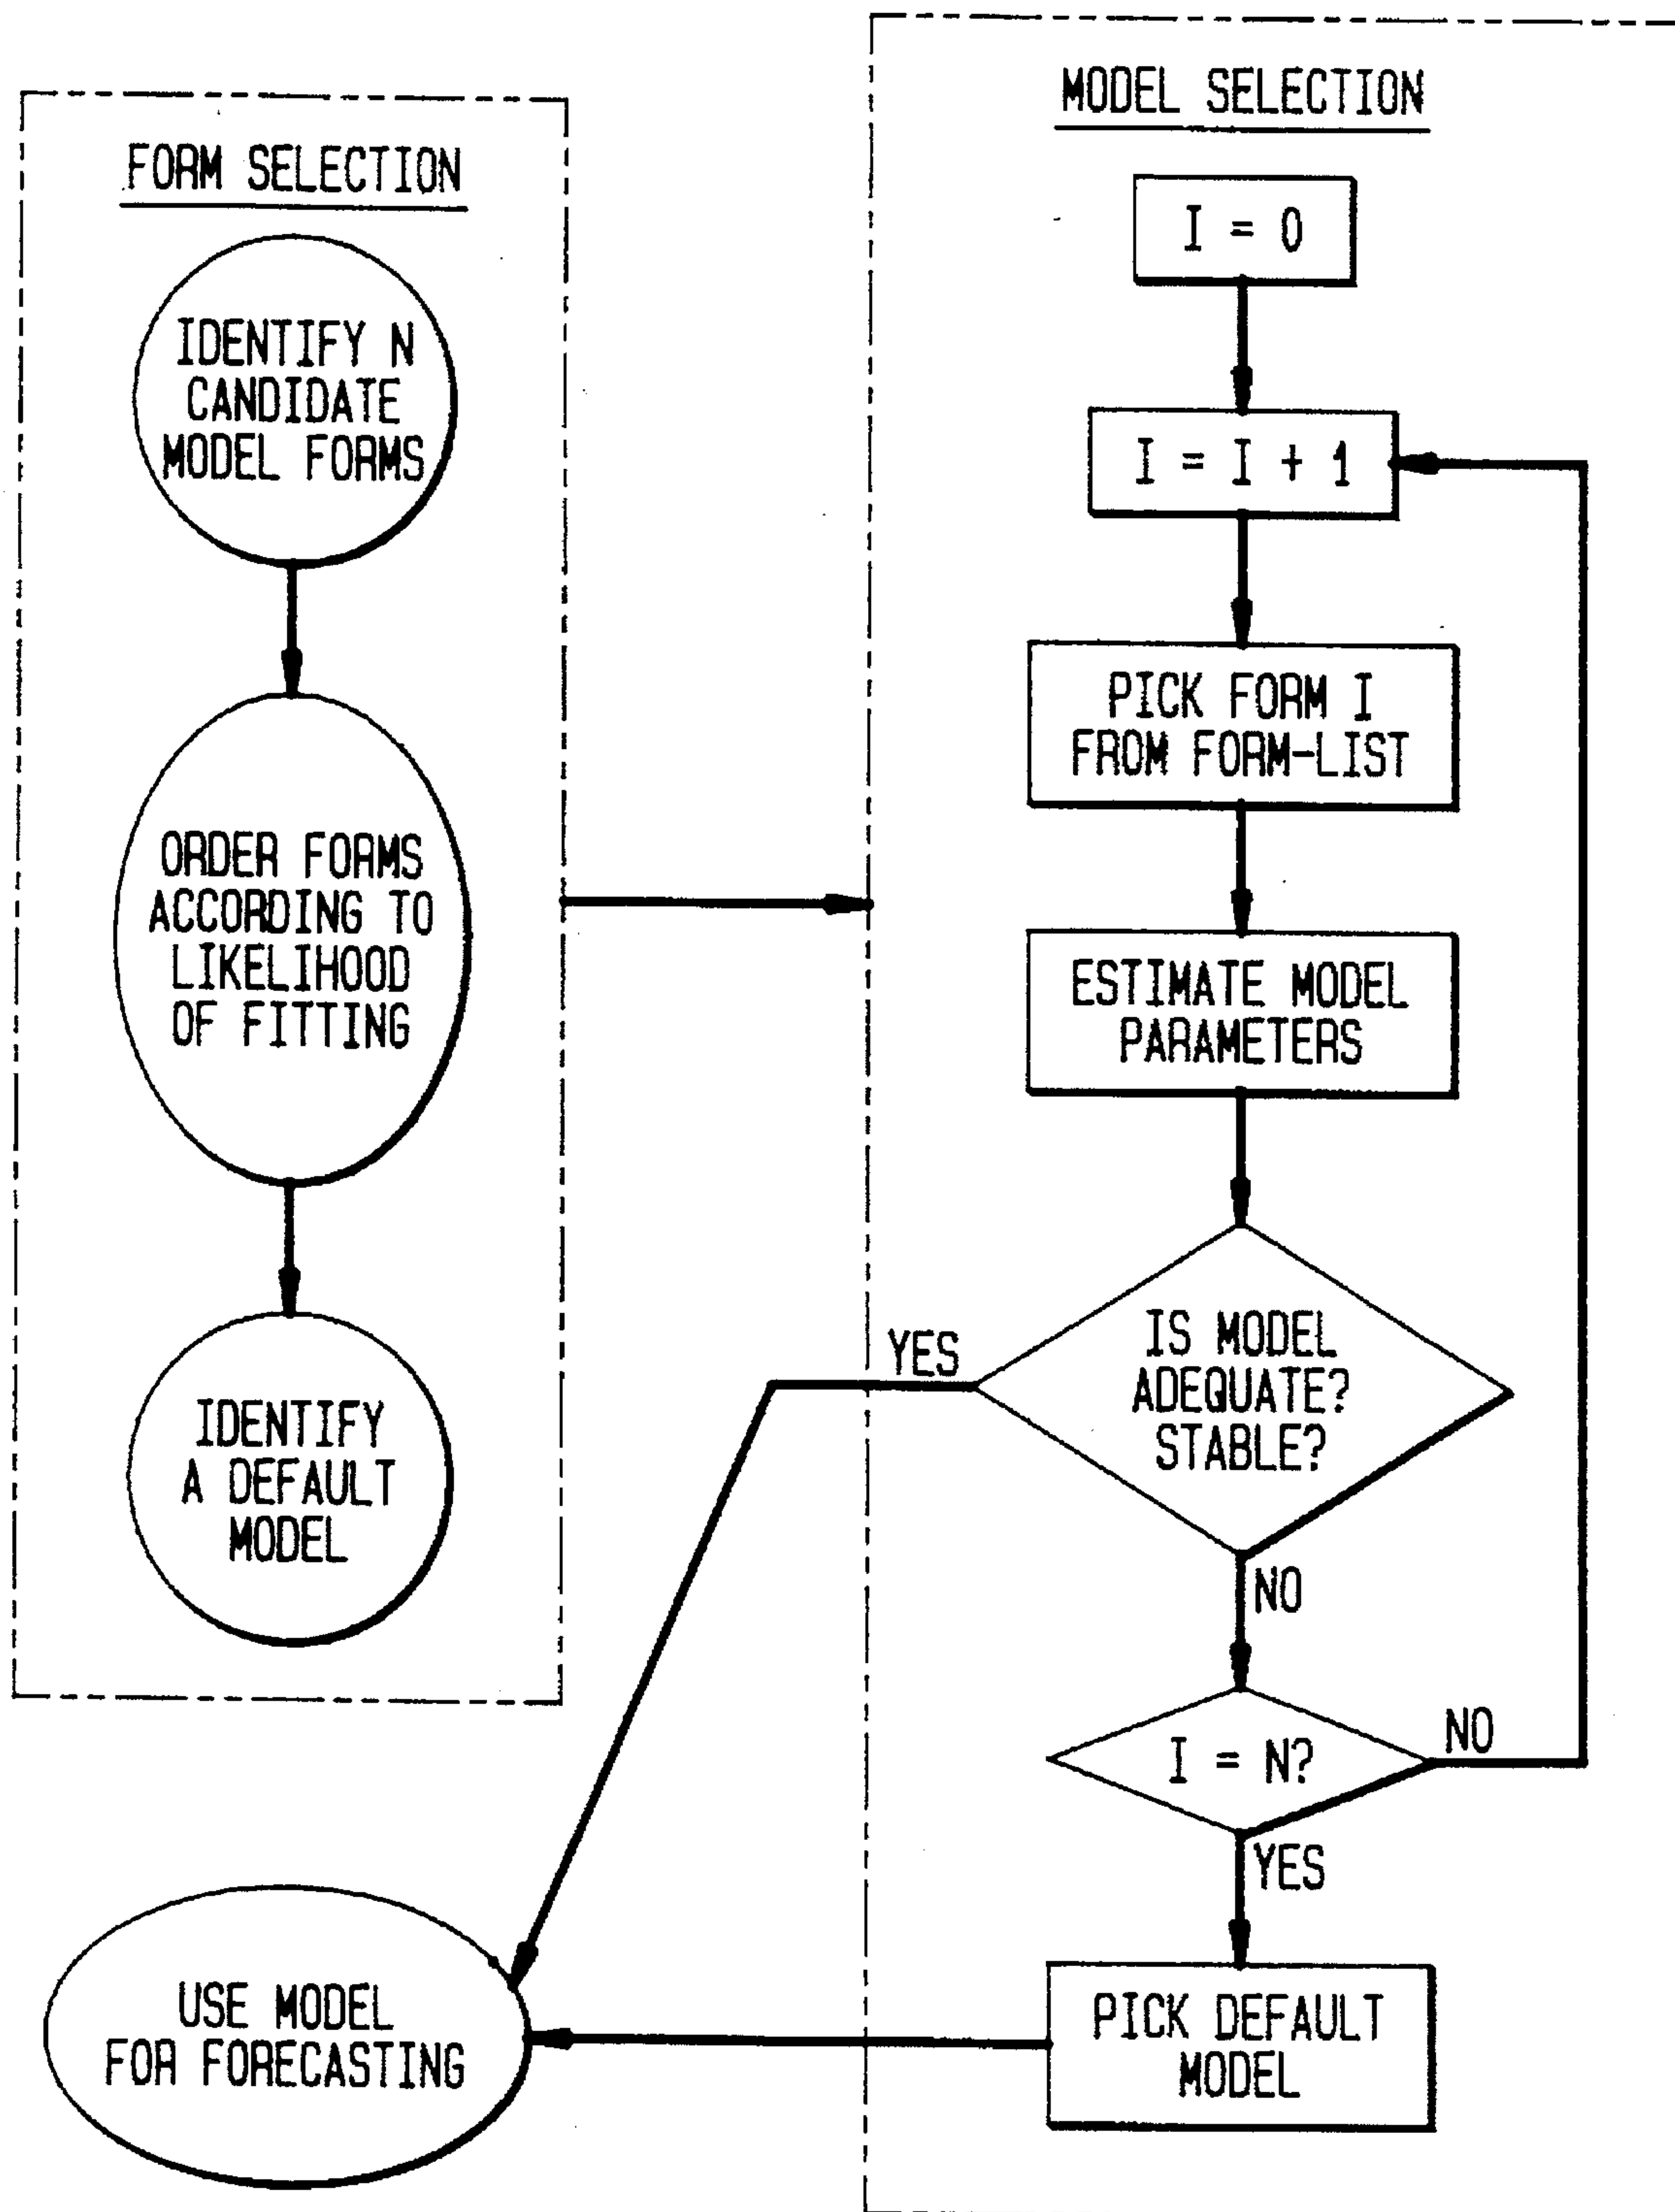 FORM SELECTION
IDENTIFY N
CANDIDATE
MODEL FORMS
ORDER FORMS
ACCORDING TO
LIKELIHOOD
OF FITTING
IDENTIFY
A DEFAULT
MODEL
MODEL SELECTION
I = 0
I = I + 1
PICK FORM I
FROM FORM-LIST
ESTIMATE MODEL
PARAMETERS
IS MODEL
ADEQUATE?
STABLE?
YES
NO
I = N?
NO
YES
PICK DEFAULT
MODEL
USE MODEL
FOR FORECASTING